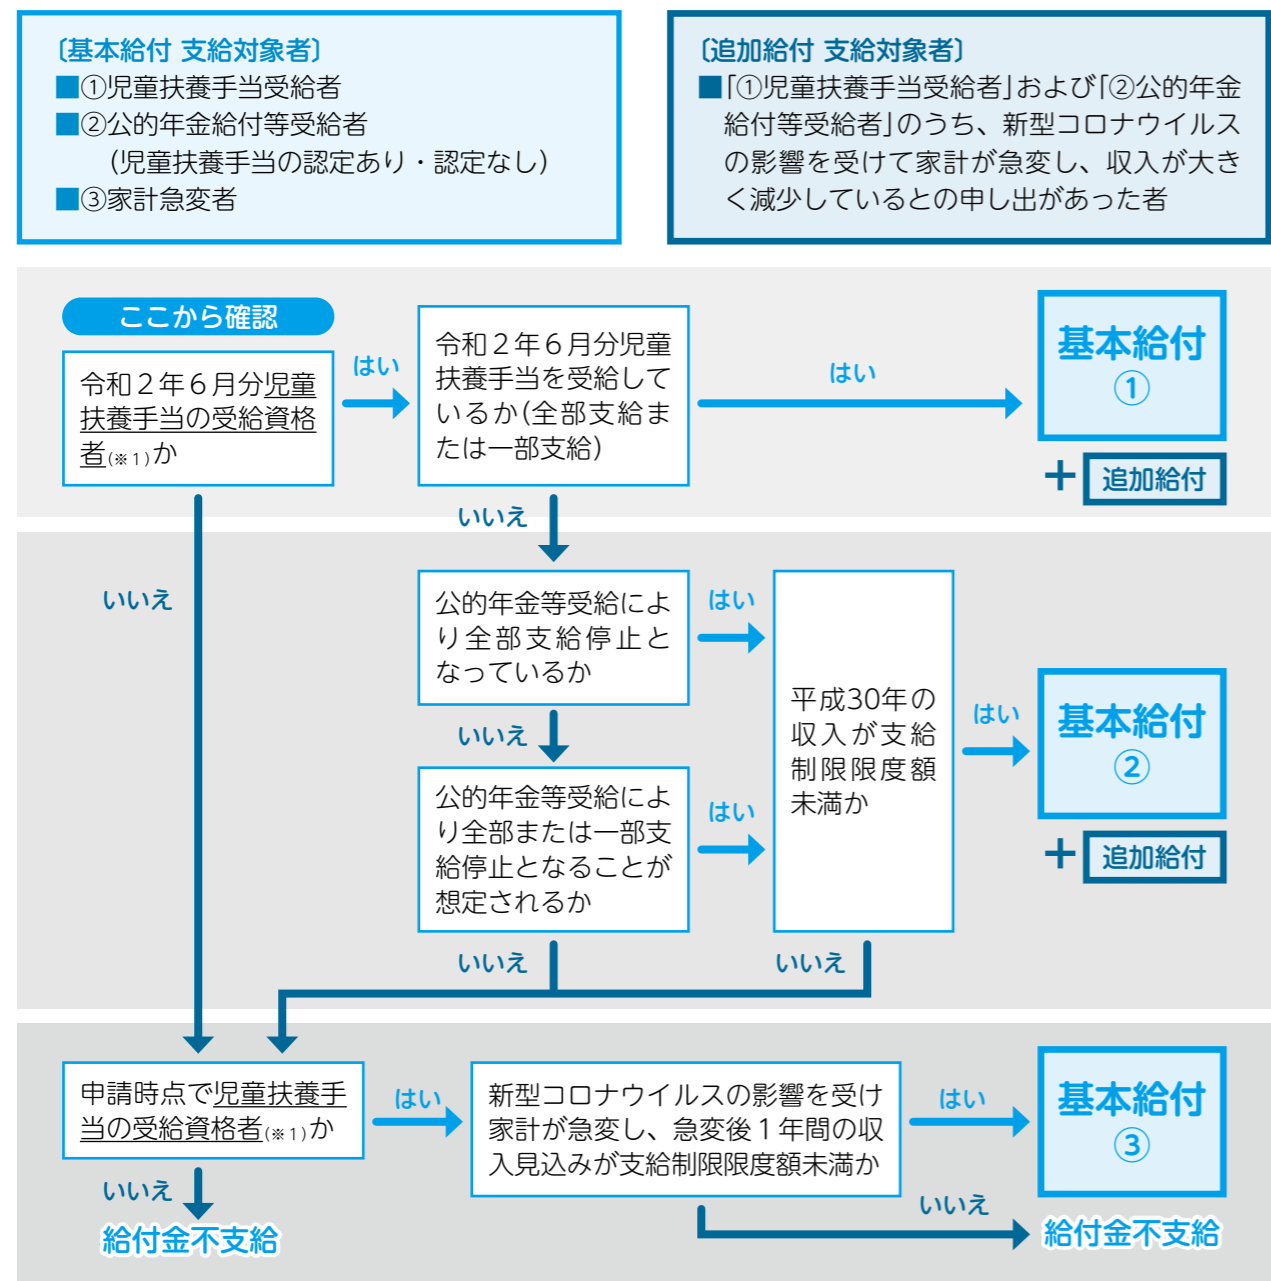 〔基本給付 支給対象者〕
■①児童扶養手当受給者
■②公的年金給付等受給者
(児童扶養手当の認定あり・認定なし)
■③家計急変者
〔追加給付 支給対象者〕
■「①児童扶養手当受給者」および「②公的年金
給付等受給者」のうち、新型コロナウイルス
の影響を受けて家計が急変し、収入が大き
く減少しているとの申し出があった者
ここから確認
令和2年6月分児童
扶養手当の受給資格
者(※1)か
はい
令和2年6月分児童
扶養手当を受給して
いるか(全部支給ま
たは一部支給)
はい
基本給付
①
+ 追加給付
いいえ
いいえ
公的年金等受給によ
り全部支給停止と
なっているか
はい
いいえ
公的年金等受給によ
り全部または一部支
給停止となることが
想定されるか
はい
平成30年の
収入が支給
制限限度額
未満か
はい
基本給付
②
+ 追加給付
いいえ
いいえ
申請時点で児童扶養手
当の受給資格者(※1)か
はい
新型コロナウイルスの影響を受け
家計が急変し、急変後1年間の収
入見込みが支給制限限度額未満か
はい
基本給付
③
いいえ
給付金不支給
いいえ
給付金不支給